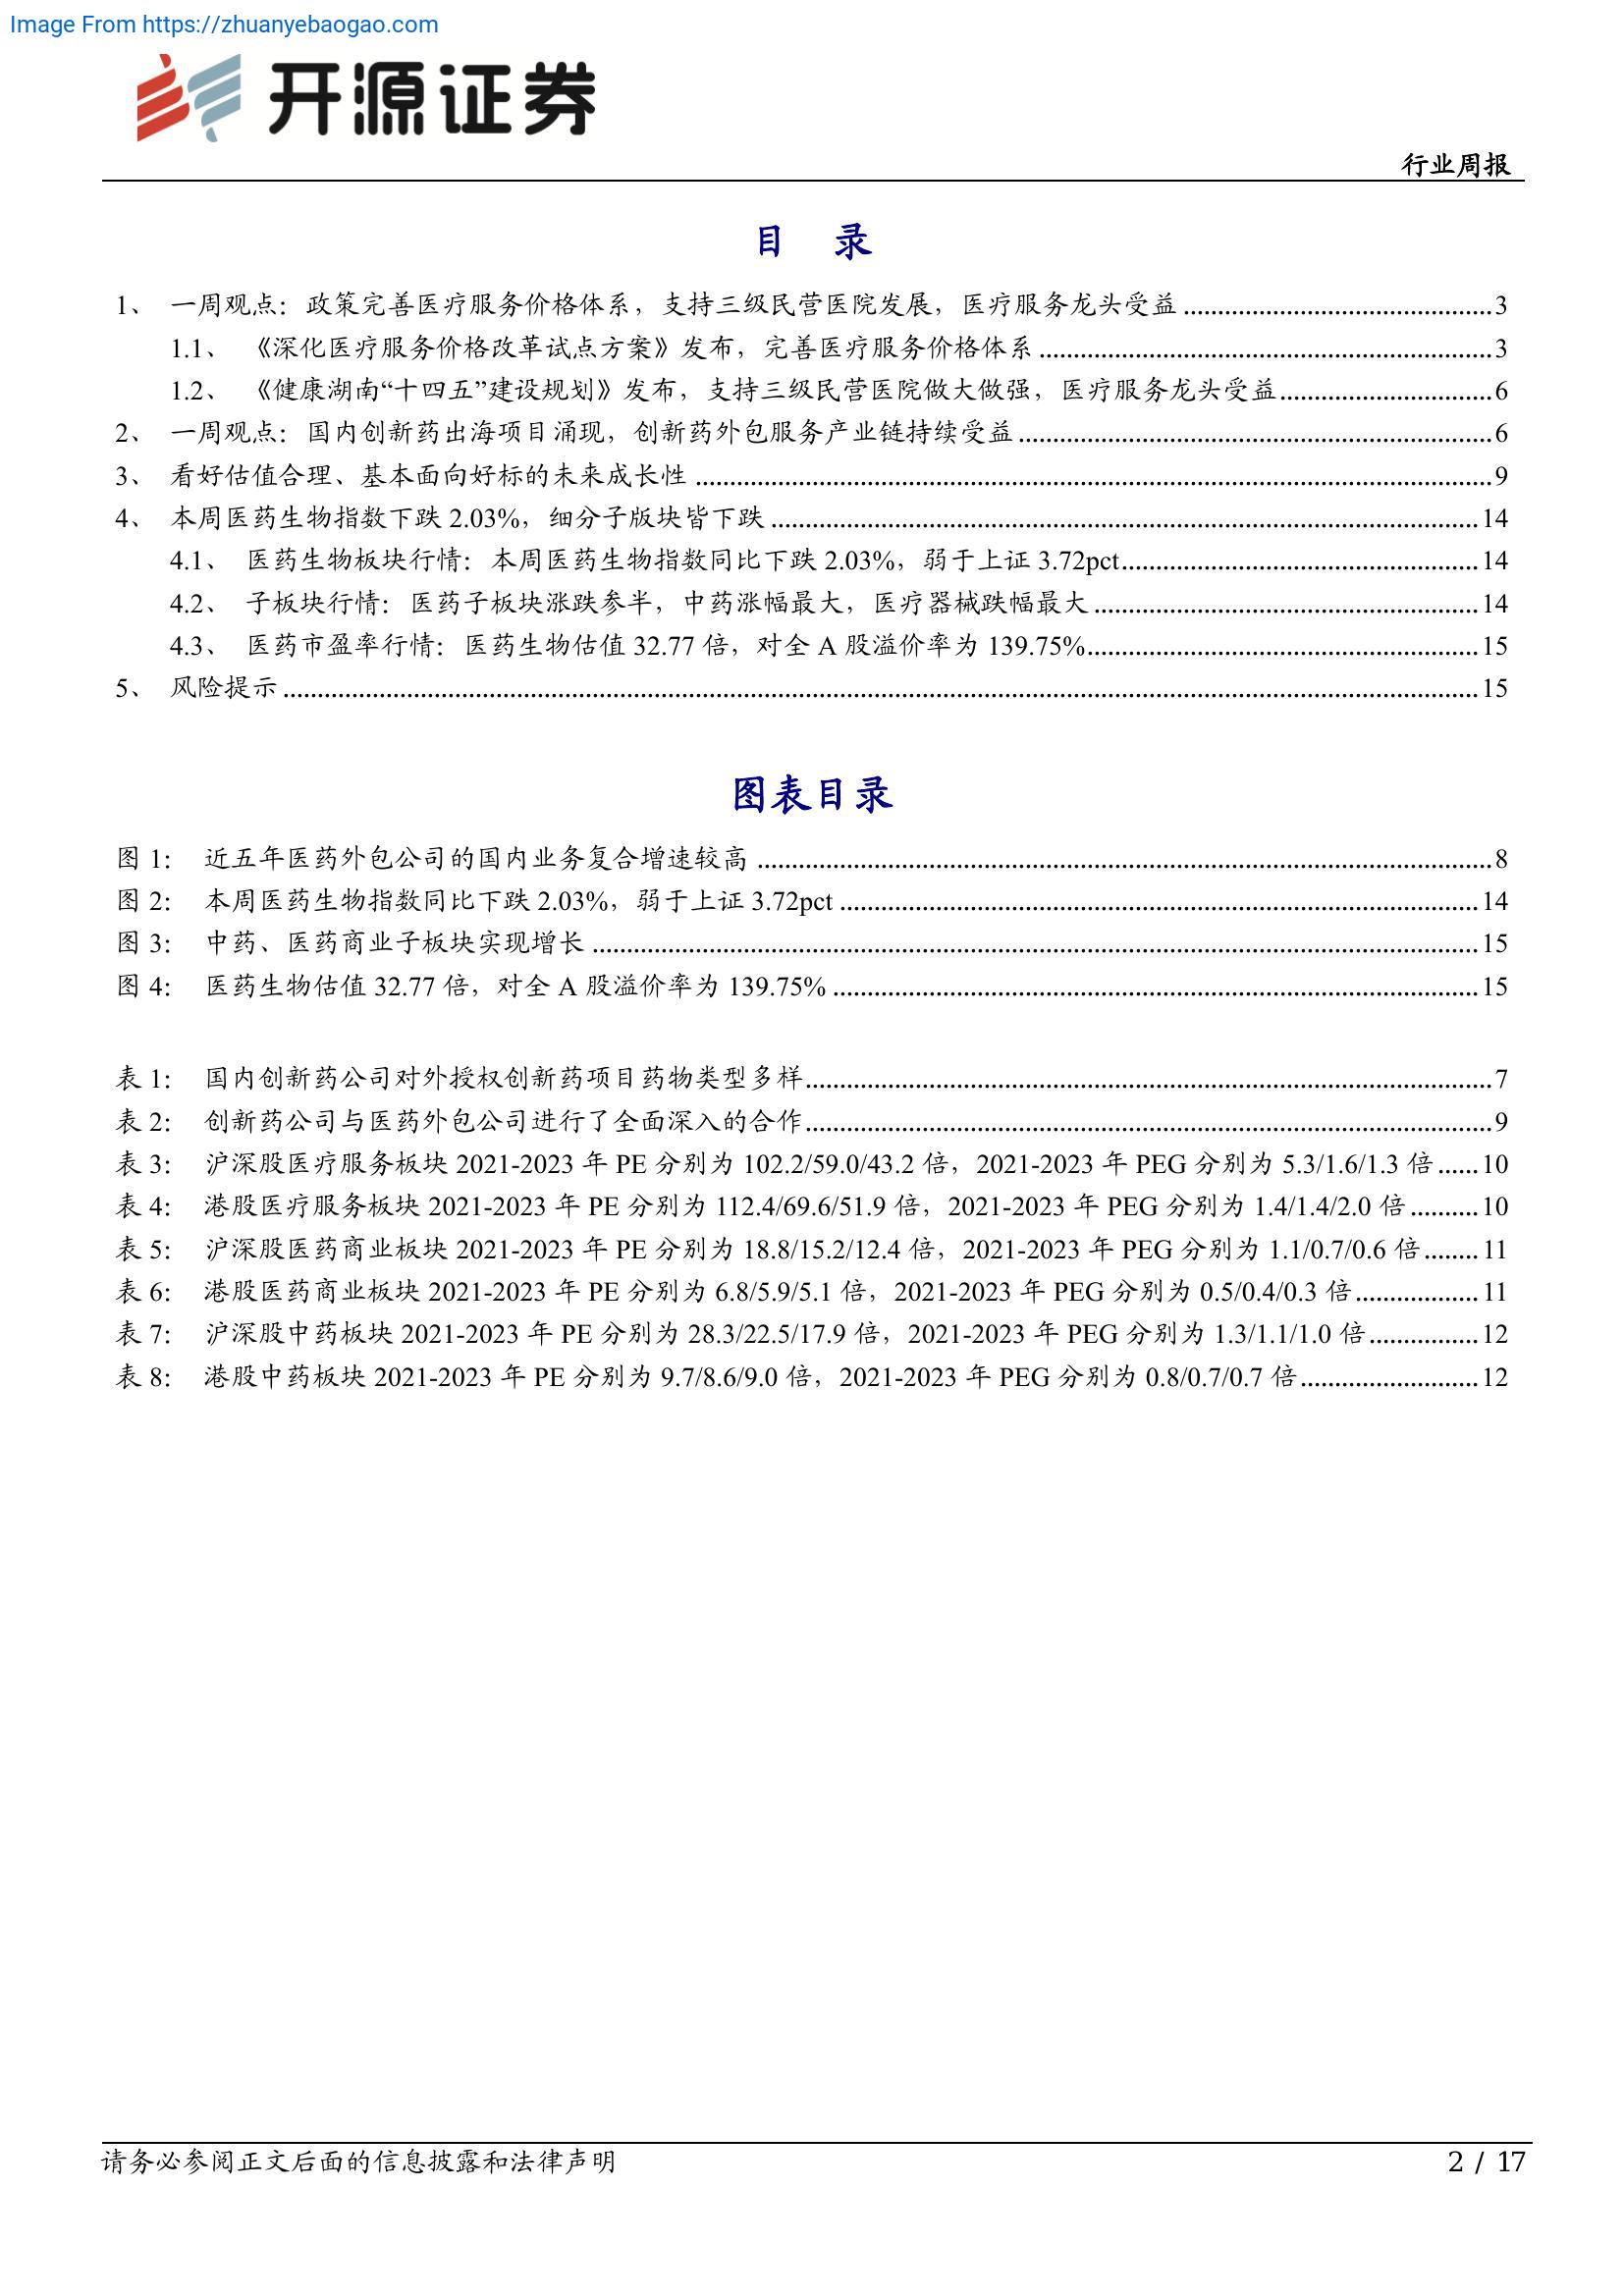 Image From https://zhuanyebaogao.com
开源证券
行业周报
目 录
1、 一周观点：政策完善医疗服务价格体系，支持三级民营医院发展，医疗服务龙头受益 3
1.1、 《深化医疗服务价格改革试点方案》发布，完善医疗服务价格体系 3
1.2、 《健康湖南“十四五”建设规划》发布，支持三级民营医院做大做强，医疗服务龙头受益 6
2、 一周观点：国内创新药出海项目涌现，创新药外包服务产业链持续受益 6
3、 看好估值合理、基本面向好标的未来成长性 9
4、 本周医药生物指数下跌 2.03%，细分子版块皆下跌 14
4.1、 医药生物板块行情：本周医药生物指数同比下跌 2.03%，弱于上证 3.72pct 14
4.2、 子板块行情：医药子板块涨跌参半，中药涨幅最大，医疗器械跌幅最大 14
4.3、 医药市盈率行情：医药生物估值 32.77 倍，对全 A 股溢价率为 139.75% 15
5、 风险提示 15
图表目录
图 1： 近五年医药外包公司的国内业务复合增速较高 8
图 2： 本周医药生物指数同比下跌 2.03%，弱于上证 3.72pct 14
图 3： 中药、医药商业子板块实现增长 15
图 4： 医药生物估值 32.77 倍，对全 A 股溢价率为 139.75% 15
表 1： 国内创新药公司对外授权创新药项目药物类型多样 7
表 2： 创新药公司与医药外包公司进行了全面深入的合作 9
表 3： 沪深股医疗服务板块 2021-2023 年 PE 分别为 102.2/59.0/43.2 倍，2021-2023 年 PEG 分别为 5.3/1.6/1.3 倍 10
表 4： 港股医疗服务板块 2021-2023 年 PE 分别为 112.4/69.6/51.9 倍，2021-2023 年 PEG 分别为 1.4/1.4/2.0 倍 10
表 5： 沪深股医药商业板块 2021-2023 年 PE 分别为 18.8/15.2/12.4 倍，2021-2023 年 PEG 分别为 1.1/0.7/0.6 倍 11
表 6： 港股医药商业板块 2021-2023 年 PE 分别为 6.8/5.9/5.1 倍，2021-2023 年 PEG 分别为 0.5/0.4/0.3 倍 11
表 7： 沪深股中药板块 2021-2023 年 PE 分别为 28.3/22.5/17.9 倍，2021-2023 年 PEG 分别为 1.3/1.1/1.0 倍 12
表 8： 港股中药板块 2021-2023 年 PE 分别为 9.7/8.6/9.0 倍，2021-2023 年 PEG 分别为 0.8/0.7/0.7 倍 12
请务必参阅正文后面的信息披露和法律声明 2 / 17